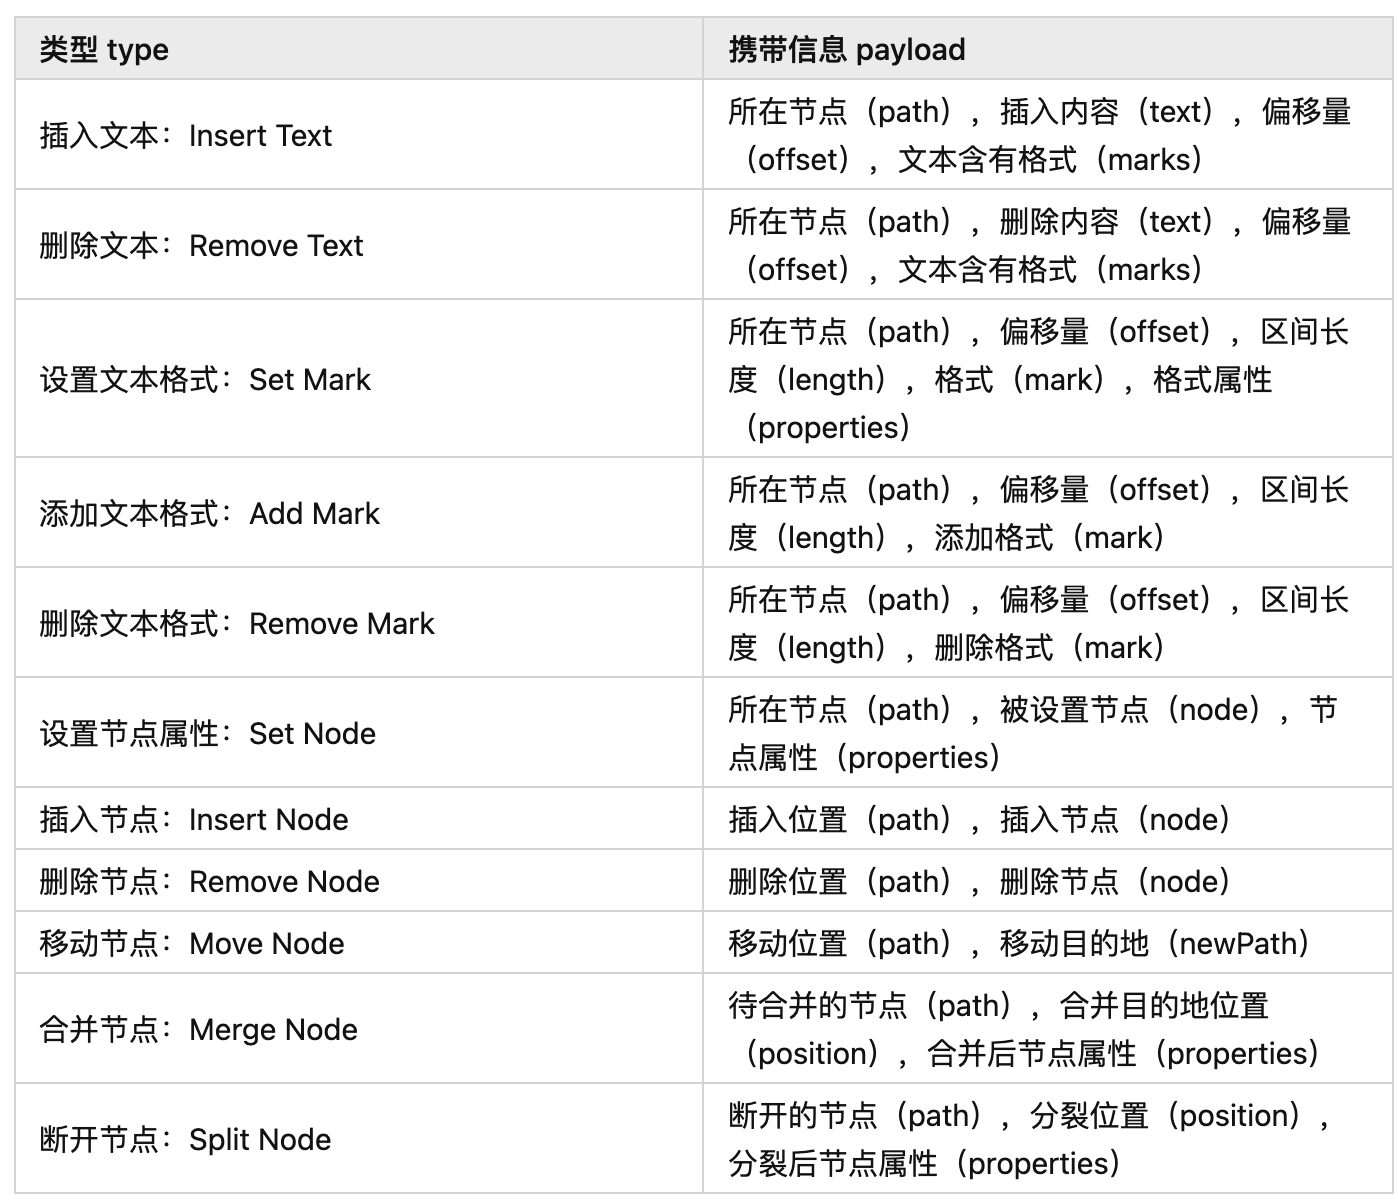 类型 type
携带信息 payload
插入文本：Insert Text
所在节点（path），插入内容（text），偏移量
（offset），文本含有格式（marks）
删除文本：Remove Text
所在节点（path），删除内容（text），偏移量
（offset），文本含有格式（marks）
设置文本格式：Set Mark
所在节点（path），偏移量（offset），区间长
度（length），格式（mark），格式属性
（properties）
添加文本格式：Add Mark
所在节点（path），偏移量（offset），区间长
度（length），添加格式（mark）
删除文本格式：Remove Mark
所在节点（path），偏移量（offset），区间长
度（length），删除格式（mark）
设置节点属性：Set Node
所在节点（path），被设置节点（node），节
点属性（properties）
插入节点：Insert Node
插入位置（path），插入节点（node）
删除节点：Remove Node
删除位置（path），删除节点（node）
移动节点：Move Node
移动位置（path），移动目的地（newPath）
合并节点：Merge Node
待合并的节点（path），合并目的地位置
（position），合并后节点属性（properties）
断开节点：Split Node
断开的节点（path），分裂位置（position），
分裂后节点属性（properties）